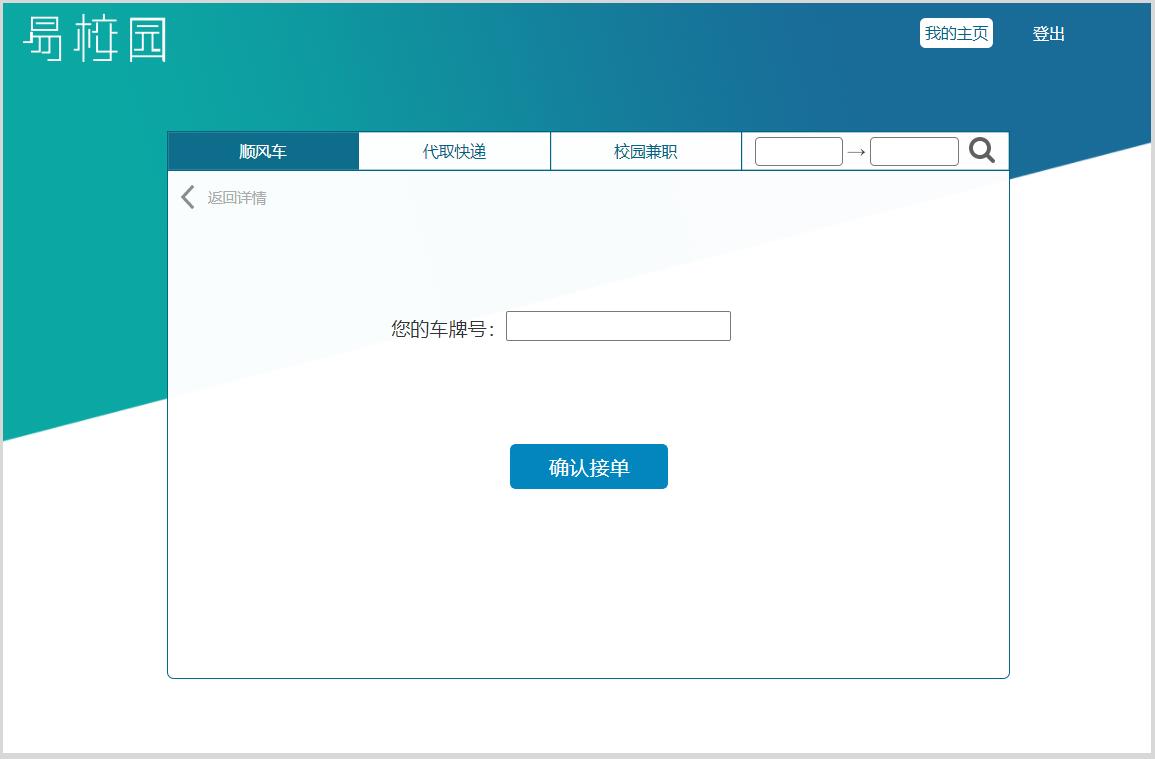 易校园
我的主页 登出
顺风车 代取快递 校园兼职 →
返回详情
您的车牌号：
确认接单